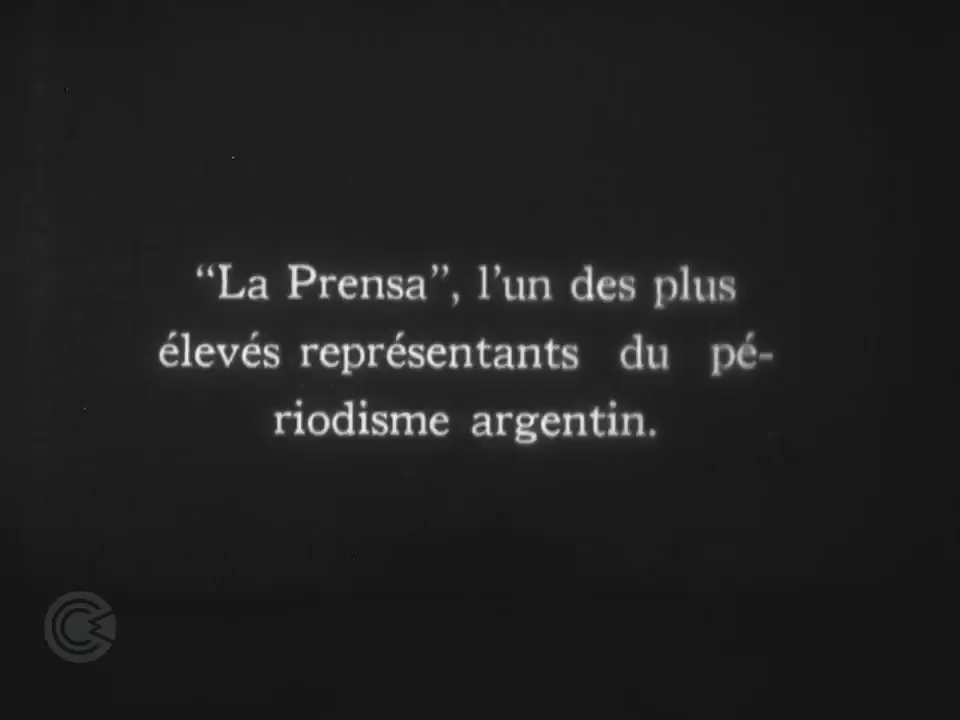 “La Prensa”, l'un des plus
élevés représentants du pé-
riodisme argentin.